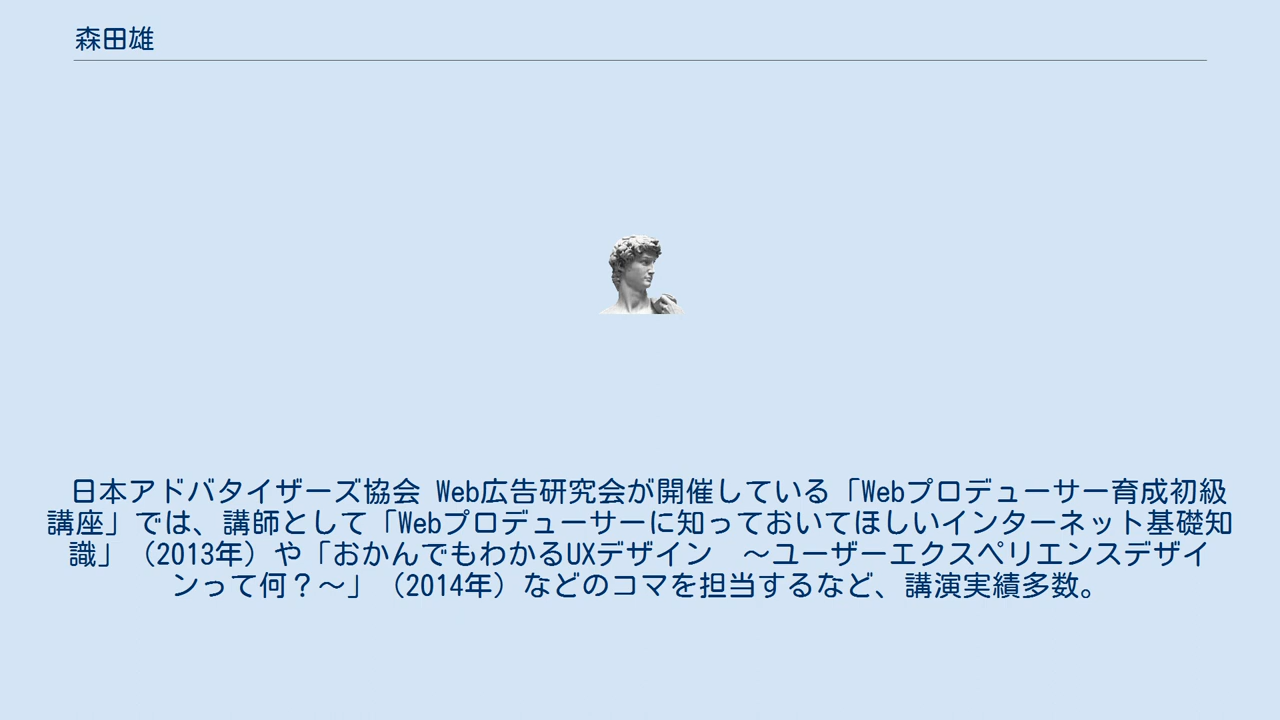 森田雄
日本アドバタイザーズ協会 Web広告研究会が開催している「Webプロデューサー育成初級
講座」では、講師として「Webプロデューサーに知っておいてほしいインターネット基礎知
識」（2013年）や「おかんでもわかるUXデザイン　～ユーザーエクスペリエンスデザイ
ンって何？～」（2014年）などのコマを担当するなど、講演実績多数。